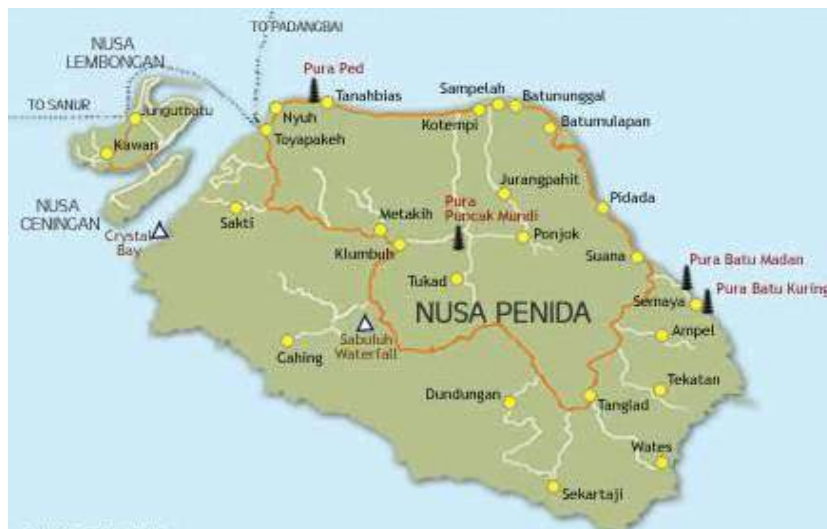 TO PADANGBAI
NUSA
LEMBONGAN
Pura Ped
TO SANUR
Jungutbatu
Nyuh
Tanahbias
Sampelah
Batununggal
Toyapakeh
Kotempi
Batumulapan
Kawan
Jurangpahit
NUSA
CENINGAN
Pura
Puncak Mundi
Pidada
Crystal
Bay
Sakti
Metakih
Klumbuh
Ponjok
Suana
Pura Batu Madan
Tukad
Pura Batu Kuring
Semaya
NUSA PENIDA
Ampel
Sabuluh
Waterfall
Cahing
Dundungan
Tekatan
Tanglad
Wates
Sekartaji